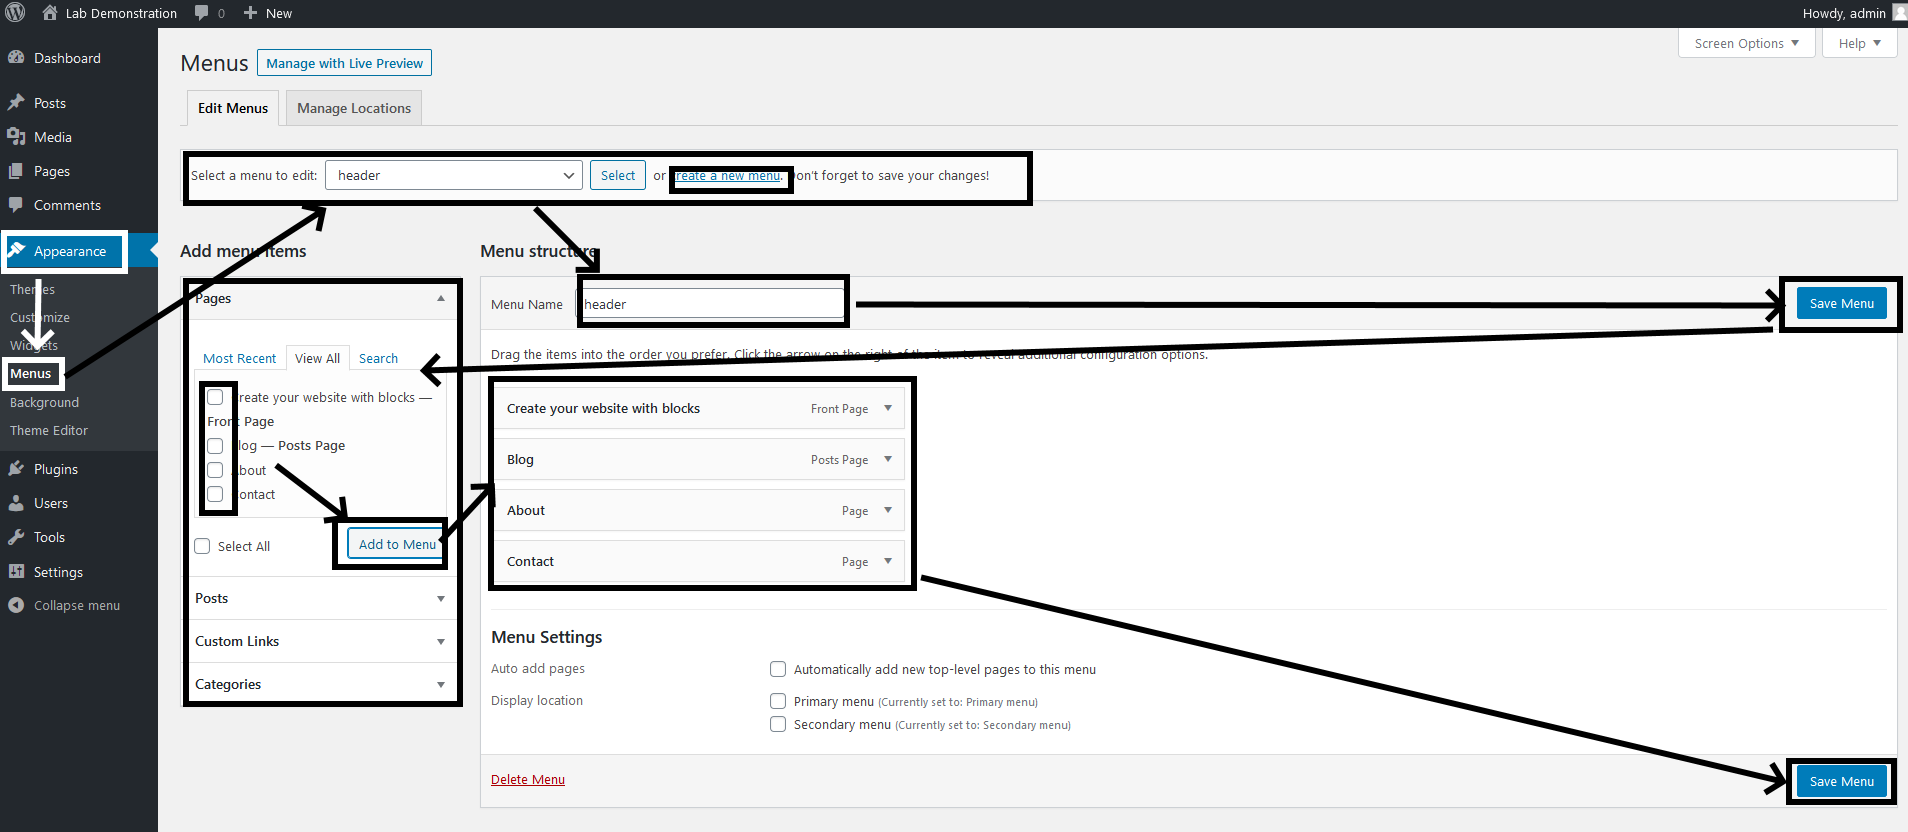 Lab Demonstration 0 New Howdy, admin
Dashboard
Posts
Media
Pages
Comments
Appearance
Themes
Customize
Widgets
Menus
Background
Theme Editor
Plugins
Users
Tools
Settings
Collapse menu
Screen Options Help
Menus Manage with Live Preview
Edit Menus Manage Locations
Select a menu to edit: header Select or create a new menu. Don't forget to save your changes!
Add menu items
Pages
Most Recent View All Search
Create your website with blocks —
Front Page
Blog — Posts Page
About
Contact
Select All Add to Menu
Posts
Custom Links
Categories
Menu structure
Menu Name header Save Menu
Drag the items into the order you prefer. Click the arrow on the right of the item to reveal additional configuration options.
Create your website with blocks Front Page
Blog Posts Page
About Page
Contact Page
Menu Settings
Auto add pages Automatically add new top-level pages to this menu
Display location Primary menu (Currently set to: Primary menu)
Secondary menu (Currently set to: Secondary menu)
Delete Menu Save Menu